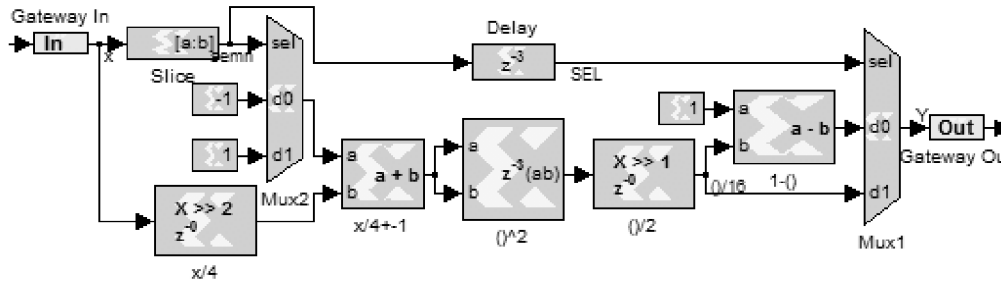 Gateway In
In
x
[a:b]
semn
Slice
sel
-1
d0
1
d1
Mux2
X >> 2
z⁻⁰
x/4
a
b
a + b
x/4+-1
a
b
z⁻³(ab)
()^2
Delay
z⁻³
SEL
X >> 1
z⁻⁰
()/2
()/16
1
a
b
a - b
1-()
sel
d0
d1
Mux1
Y
Out
Gateway Ou